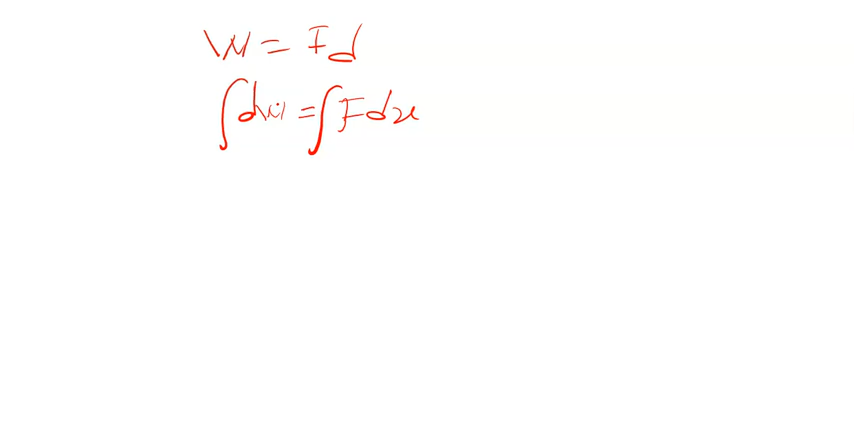 W = Fd
∫dW = ∫Fdx